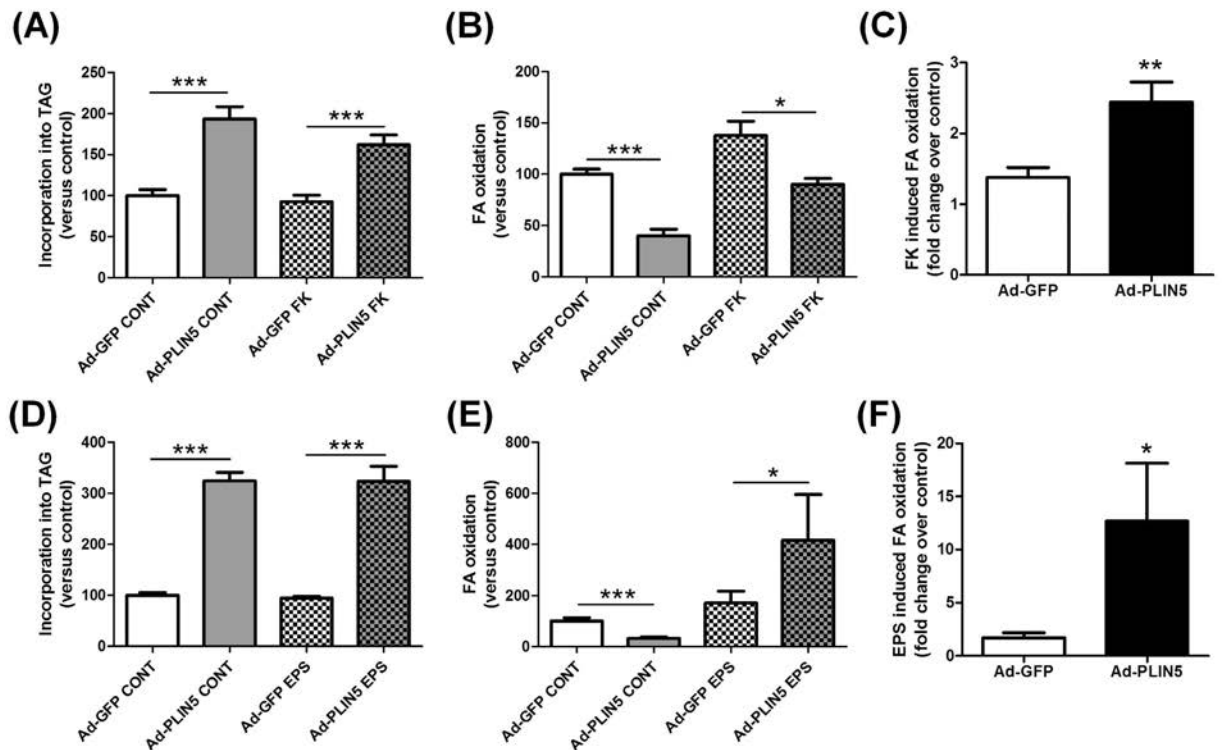 (A)
Incorporation into TAG
(versus control)
250
200
150
100
50
0
***
***
Ad-GFP CONT
Ad-PLIN5 CONT
Ad-GFP FK
Ad-PLIN5 FK
(B)
FA oxidation
(versus control)
200
150
100
50
0
***
*
Ad-GFP CONT
Ad-PLIN5 CONT
Ad-GFP FK
Ad-PLIN5 FK
(C)
FK induced FA oxidation
(fold change over control)
3
2
1
0
**
Ad-GFP
Ad-PLIN5
(D)
Incorporation into TAG
(versus control)
400
300
200
100
0
***
***
Ad-GFP CONT
Ad-PLIN5 CONT
Ad-GFP EPS
Ad-PLIN5 EPS
(E)
FA oxidation
(versus control)
800
600
400
200
0
***
*
Ad-GFP CONT
Ad-PLIN5 CONT
Ad-GFP EPS
Ad-PLIN5 EPS
(F)
EPS induced FA oxidation
(fold change over control)
20
15
10
5
0
*
Ad-GFP
Ad-PLIN5